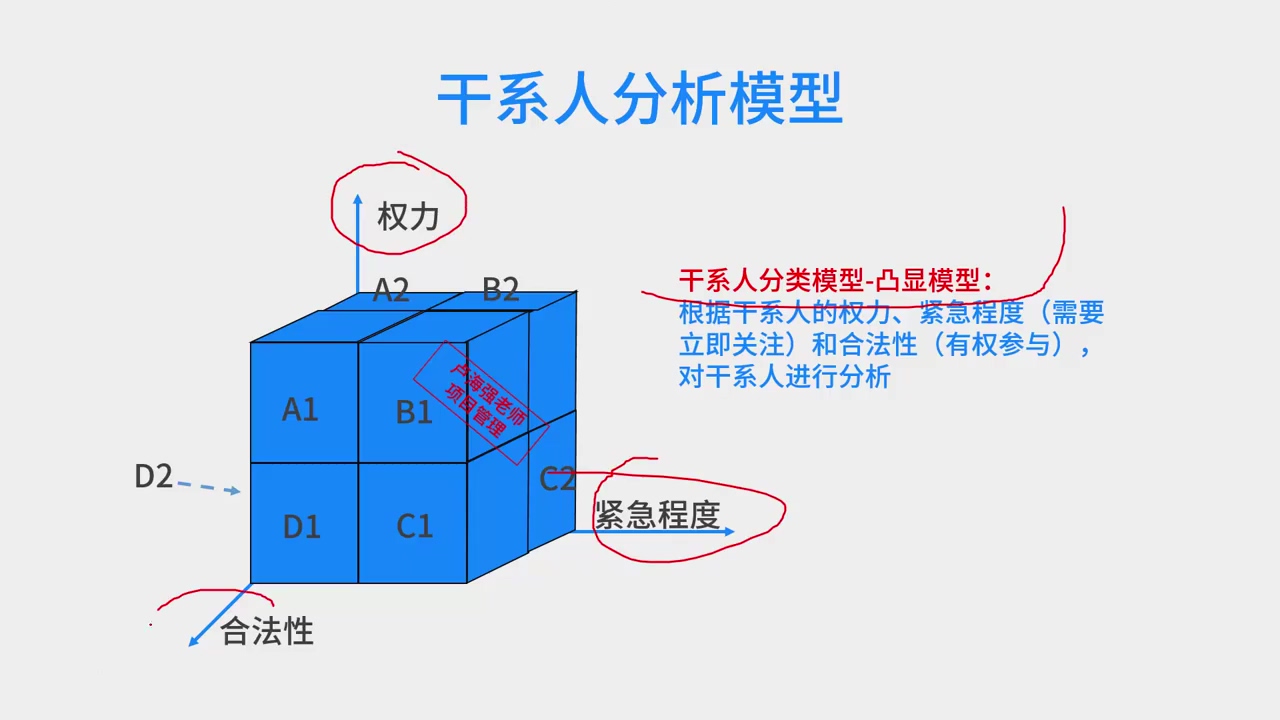 干系人分析模型
权力
A2
B2
干系人分类模型-凸显模型：
根据干系人的权力、紧急程度（需要
立即关注）和合法性（有权参与），
对干系人进行分析
卢海强老师
项目管理
A1
B1
D2
C2
紧急程度
D1
C1
合法性